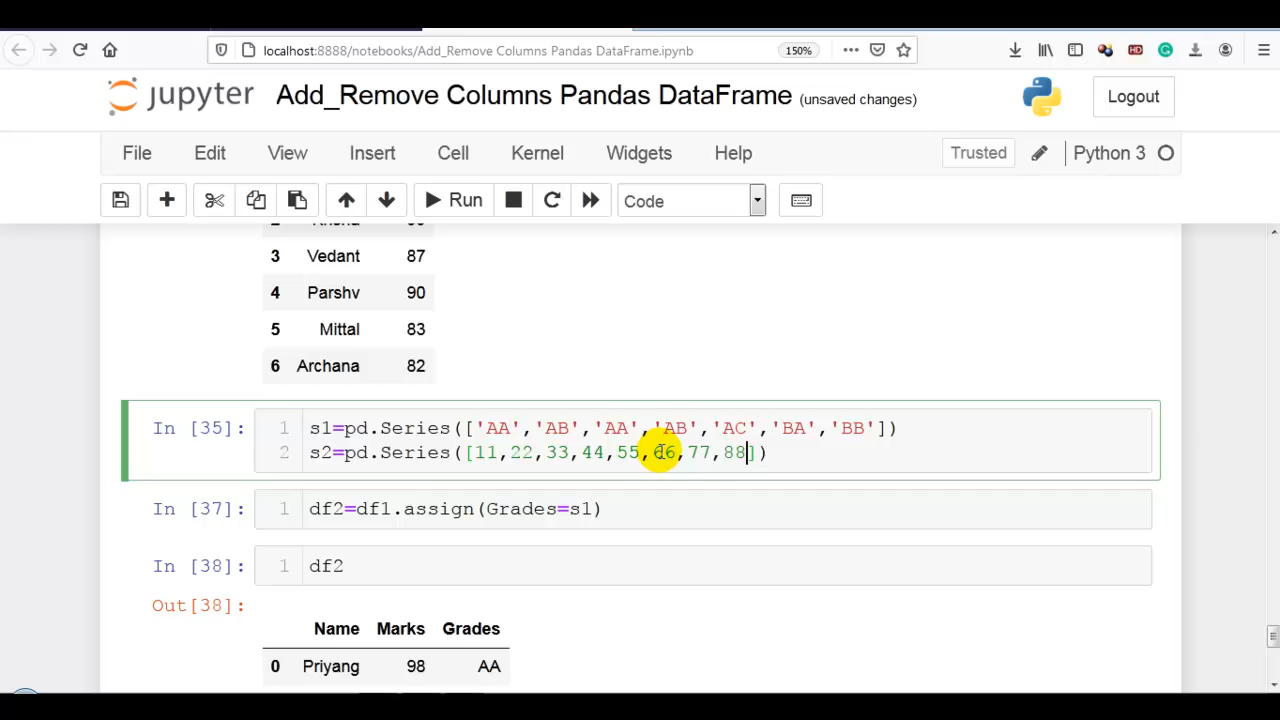 localhost:8888/notebooks/Add_Remove Columns Pandas DataFrame.ipynb
150%
HD
jupyter
Add_Remove Columns Pandas DataFrame (unsaved changes)
Logout
File Edit View Insert Cell Kernel Widgets Help
Trusted
Python 3
Run
Code
3 Vedant 87
4 Parshv 90
5 Mittal 83
6 Archana 82
In [35]:
1 s1=pd.Series(['AA','AB','AA','AB','AC','BA','BB'])
2 s2=pd.Series([11,22,33,44,55,66,77,88])
In [37]: 1 df2=df1.assign(Grades=s1)
In [38]: 1 df2
Out[38]:
Name Marks Grades
0 Priyang 98 AA